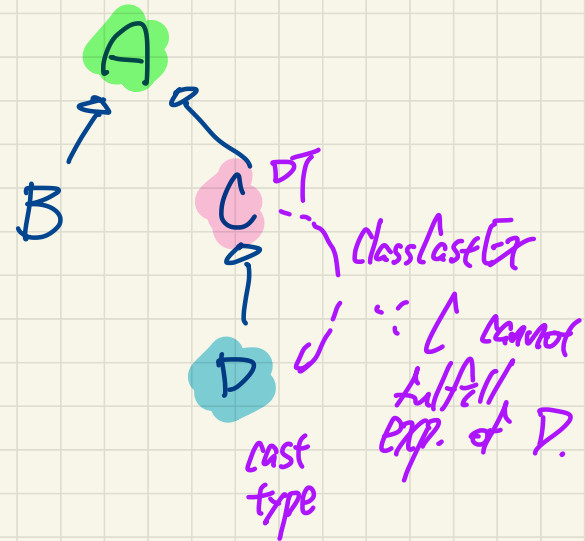 A
B
C
DT
ClassCastEx
∵ C cannot
fulfill
exp. of D.
D
cast
type